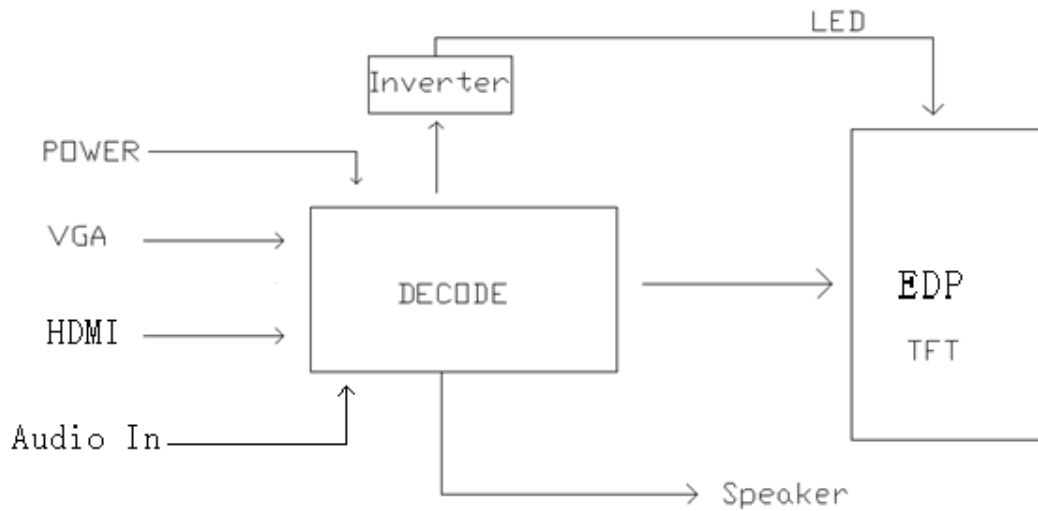 LED
Inverter
POWER
VGA
DECODE
EDP
HDMI
TFT
Audio In
Speaker